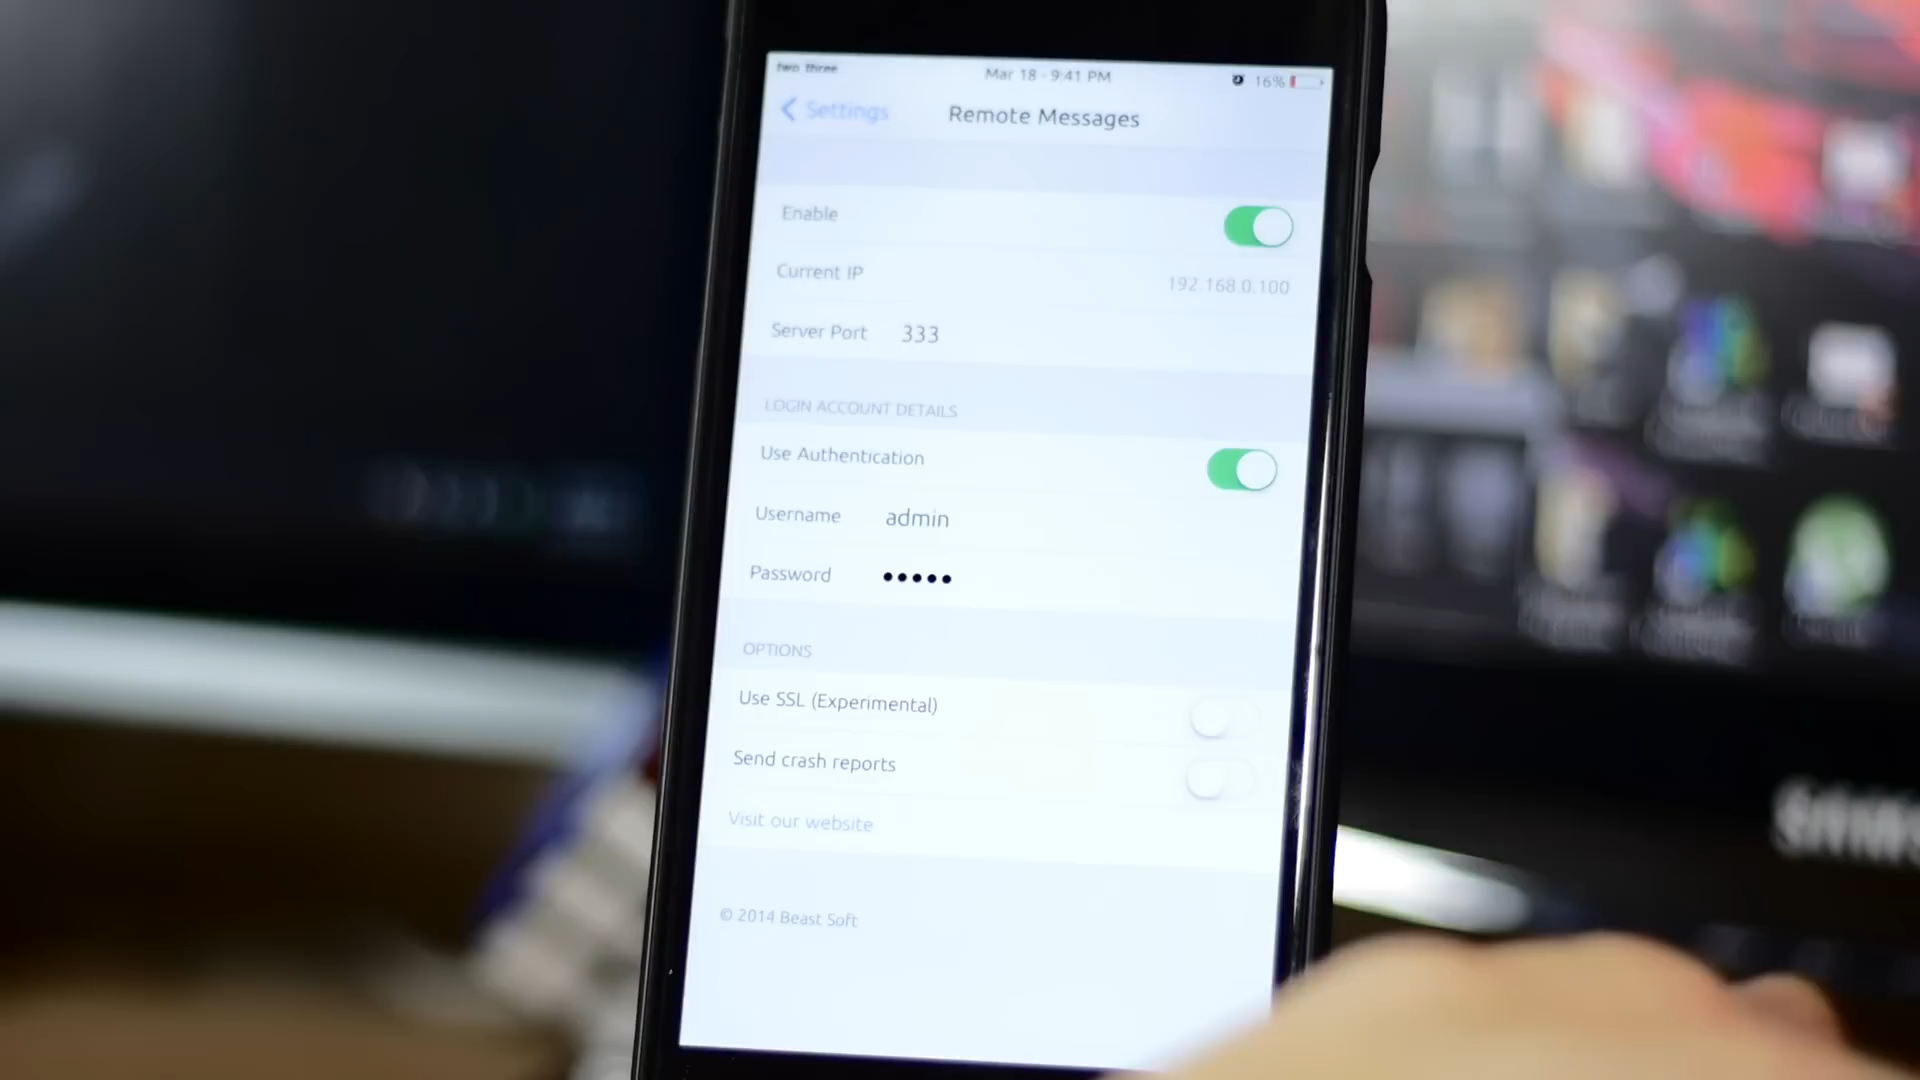 two three
Mar 18 - 9:41 PM
16%
Settings
Remote Messages
Enable
Current IP
192.168.0.100
Server Port
333
LOGIN ACCOUNT DETAILS
Use Authentication
Username
admin
Password
•••••
OPTIONS
Use SSL (Experimental)
Send crash reports
Visit our website
© 2014 Beast Soft